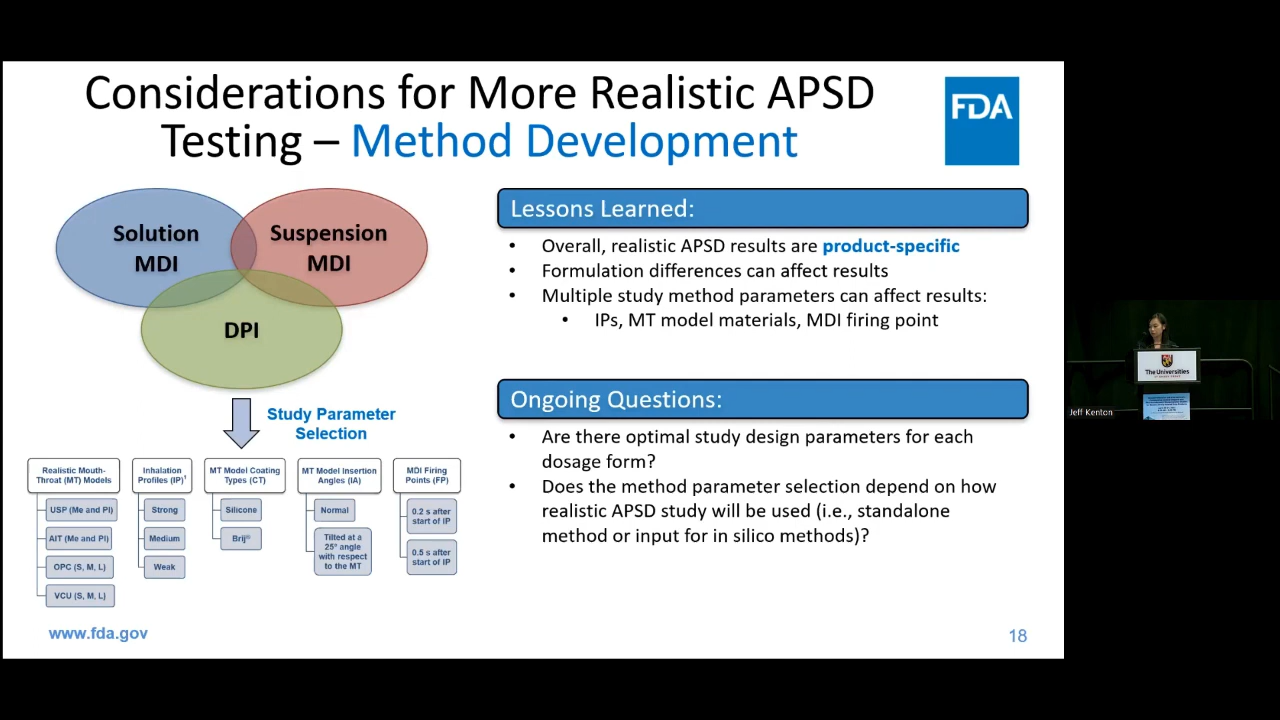 Considerations for More Realistic APSD
Testing – Method Development
FDA
Solution
MDI
Suspension
MDI
DPI
Study Parameter
Selection
Realistic Mouth-
Throat (MT) Models
USP (Me and Pl)
AIT (Me and Pl)
OPC (S, M, L)
VCU (S, M, L)
Inhalation
Profiles (IP)†
Strong
Medium
Weak
MT Model Coating
Types (CT)
Silicone
Brij®
MT Model Insertion
Angles (IA)
Normal
Tilted at a
25° angle
with respect
to the MT
MDI Firing
Points (FP)
0.2 s after
start of IP
0.5 s after
start of IP
Lessons Learned:
• Overall, realistic APSD results are product-specific
• Formulation differences can affect results
• Multiple study method parameters can affect results:
• IPs, MT model materials, MDI firing point
Ongoing Questions:
• Are there optimal study design parameters for each
dosage form?
• Does the method parameter selection depend on how
realistic APSD study will be used (i.e., standalone
method or input for in silico methods)?
www.fda.gov
18
The Universities
Jeff Kenton